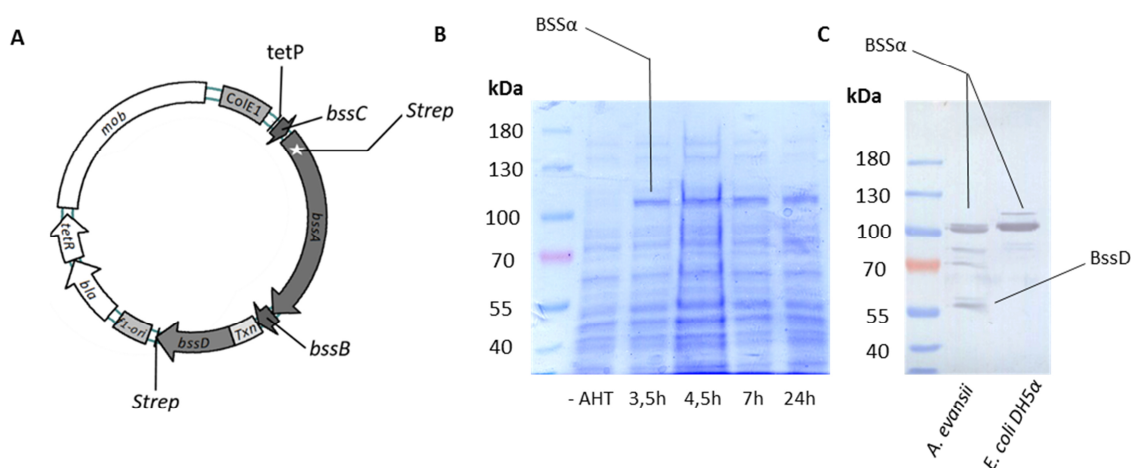 A
tetP
ColE1
bssC
Strep
mob
bssA
tetR
bla
f1-ori
bssD
Txn
bssB
Strep
B
BSSα
kDa
180
130
100
70
55
40
- AHT 3,5h 4,5h 7h 24h
C
BSSα
kDa
180
130
100
70
55
40
BssD
A. evansii
E. coli DH5α